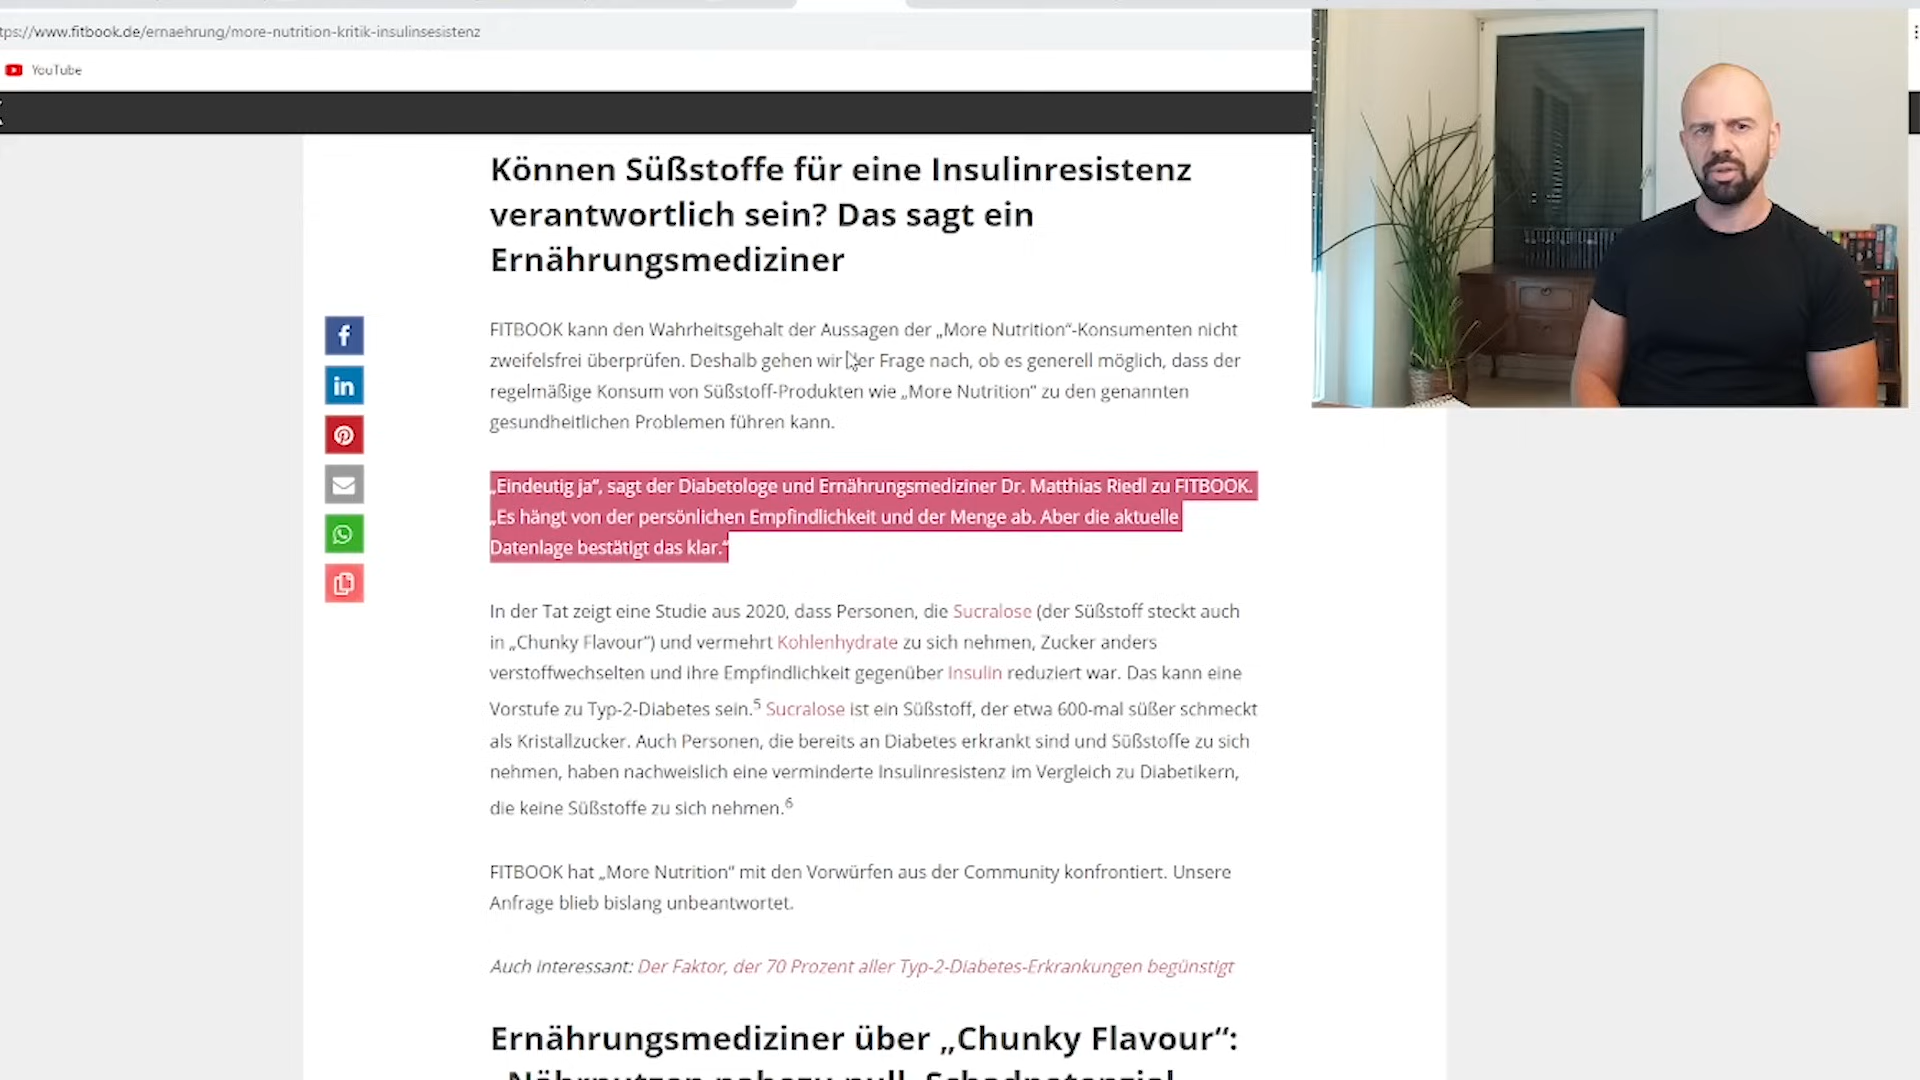 tps://www.fitbook.de/ernaehrung/more-nutrition-kritik-insulinsesistenz
YouTube
Können Süßstoffe für eine Insulinresistenz
verantwortlich sein? Das sagt ein
Ernährungsmediziner
FITBOOK kann den Wahrheitsgehalt der Aussagen der „More Nutrition“-Konsumenten nicht
zweifelsfrei überprüfen. Deshalb gehen wir der Frage nach, ob es generell möglich, dass der
regelmäßige Konsum von Süßstoff-Produkten wie „More Nutrition“ zu den genannten
gesundheitlichen Problemen führen kann.
„Eindeutig ja“, sagt der Diabetologe und Ernährungsmediziner Dr. Matthias Riedl zu FITBOOK.
„Es hängt von der persönlichen Empfindlichkeit und der Menge ab. Aber die aktuelle
Datenlage bestätigt das klar.“
In der Tat zeigt eine Studie aus 2020, dass Personen, die Sucralose (der Süßstoff steckt auch
in „Chunky Flavour“) und vermehrt Kohlenhydrate zu sich nehmen, Zucker anders
verstoffwechselten und ihre Empfindlichkeit gegenüber Insulin reduziert war. Das kann eine
Vorstufe zu Typ-2-Diabetes sein.5 Sucralose ist ein Süßstoff, der etwa 600-mal süßer schmeckt
als Kristallzucker. Auch Personen, die bereits an Diabetes erkrankt sind und Süßstoffe zu sich
nehmen, haben nachweislich eine verminderte Insulinresistenz im Vergleich zu Diabetikern,
die keine Süßstoffe zu sich nehmen.6
FITBOOK hat „More Nutrition“ mit den Vorwürfen aus der Community konfrontiert. Unsere
Anfrage blieb bislang unbeantwortet.
Auch interessant: Der Faktor, der 70 Prozent aller Typ-2-Diabetes-Erkrankungen begünstigt
Ernährungsmediziner über „Chunky Flavour“:
„Nährnutzen nahezu null, Schadpotenzial